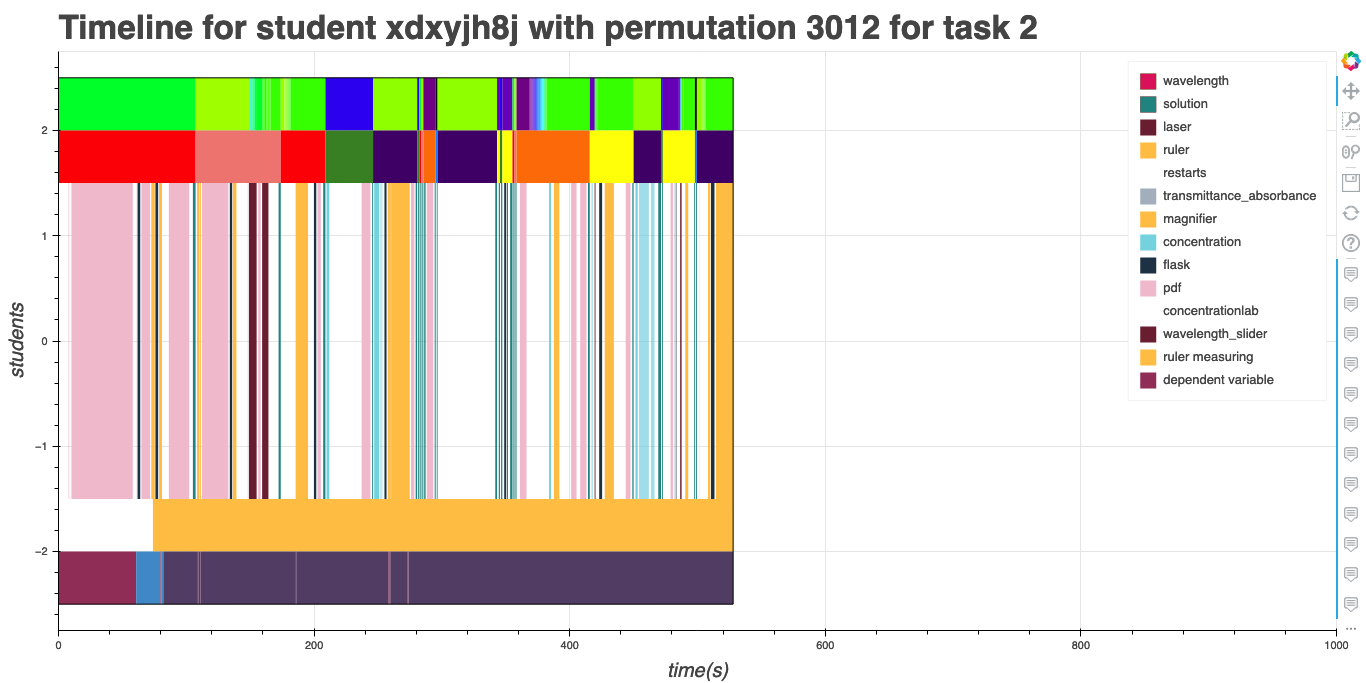 Timeline for student xdxyjh8j with permutation 3012 for task 2
wavelength
solution
laser
ruler
restarts
transmittance_absorbance
magnifier
concentration
flask
pdf
concentrationlab
wavelength_slider
ruler measuring
dependent variable
students
2
1
0
−1
−2
0
200
400
600
800
1000
time(s)